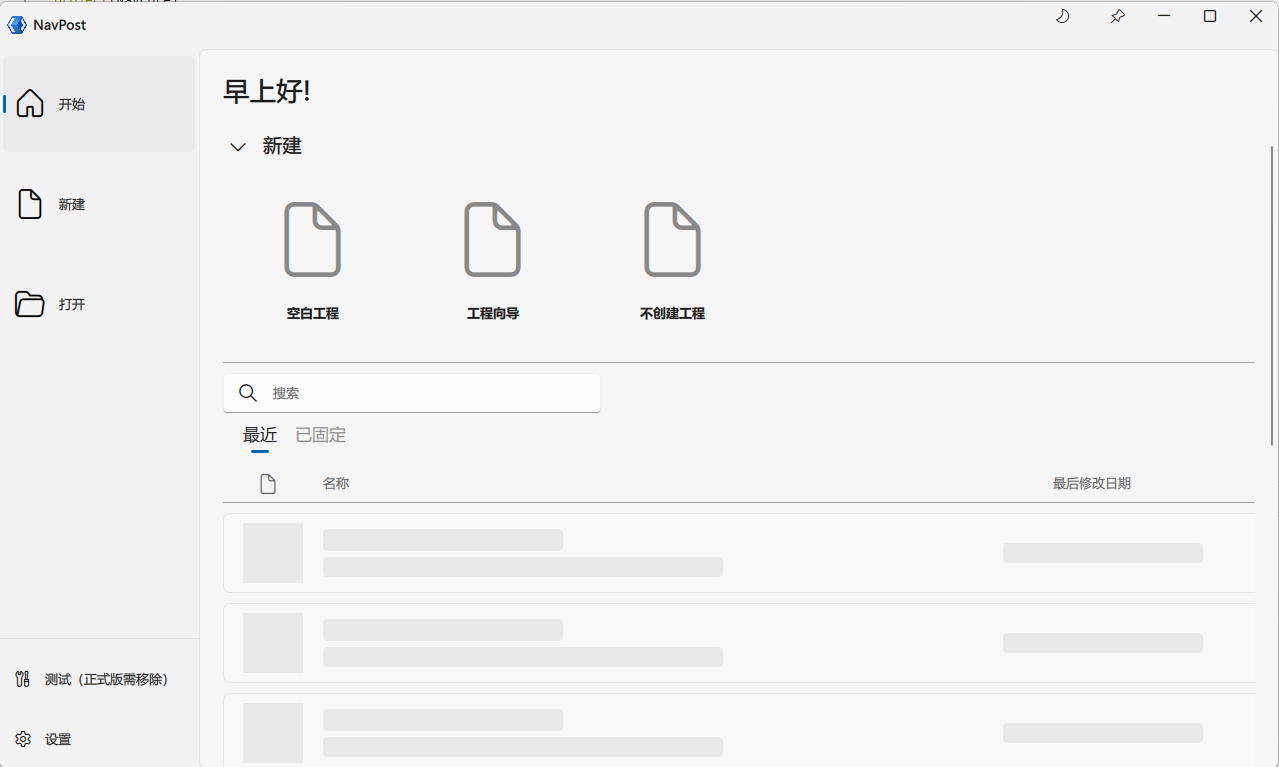 NavPost
开始
新建
打开
测试（正式版需移除）
设置
早上好!
新建
空白工程
工程向导
不创建工程
搜索
最近 已固定
名称 最后修改日期